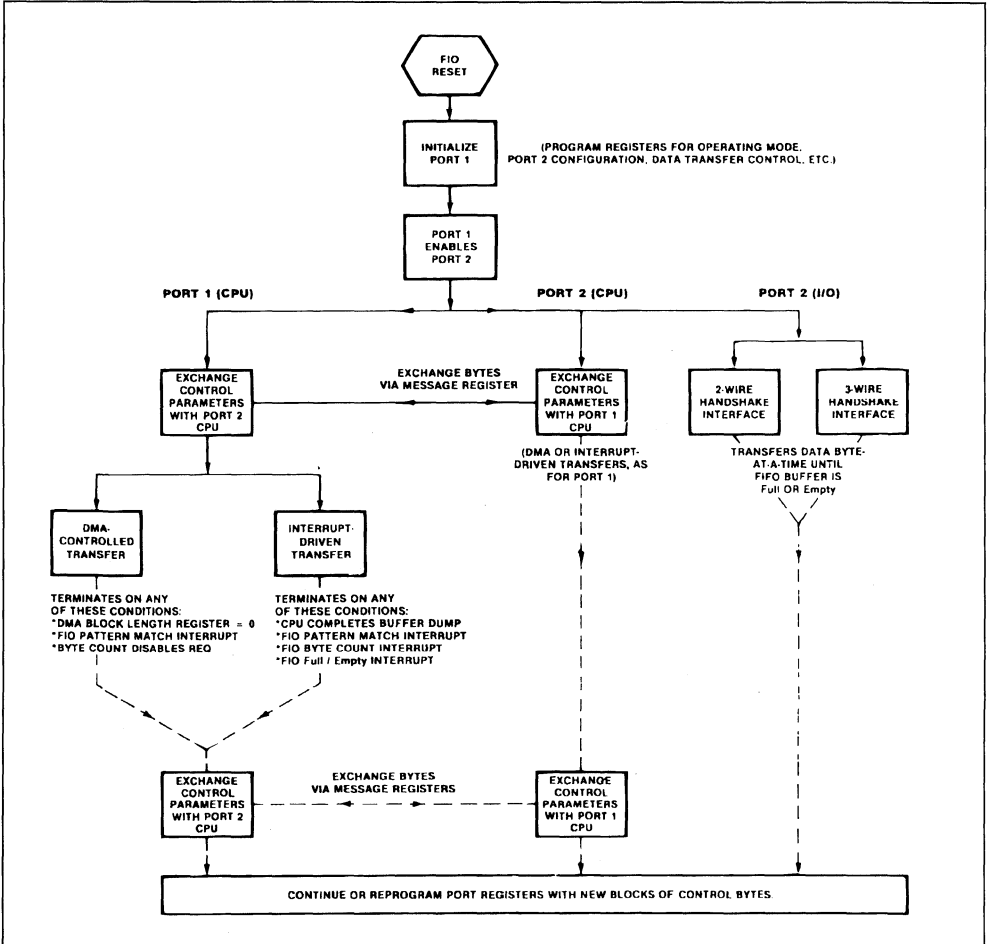 FIO
RESET
INITIALIZE
PORT 1
(PROGRAM REGISTERS FOR OPERATING MODE,
PORT 2 CONFIGURATION, DATA TRANSFER CONTROL, ETC.)
PORT 1
ENABLES
PORT 2
PORT 1 (CPU)
PORT 2 (CPU)
PORT 2 (I/O)
EXCHANGE
CONTROL
PARAMETERS
WITH PORT 2
CPU
EXCHANGE BYTES
VIA MESSAGE REGISTER
EXCHANGE
CONTROL
PARAMETERS
WITH PORT 1
CPU
2-WIRE
HANDSHAKE
INTERFACE
3-WIRE
HANDSHAKE
INTERFACE
(DMA OR INTERRUPT-
DRIVEN TRANSFERS, AS
FOR PORT 1)
TRANSFERS DATA BYTE-
AT-A-TIME UNTIL
FIFO BUFFER IS
Full OR Empty
DMA-
CONTROLLED
TRANSFER
INTERRUPT-
DRIVEN
TRANSFER
TERMINATES ON ANY
OF THESE CONDITIONS:
*DMA BLOCK LENGTH REGISTER = 0
*FIO PATTERN MATCH INTERRUPT
*BYTE COUNT DISABLES REQ
TERMINATES ON ANY
OF THESE CONDITIONS:
*CPU COMPLETES BUFFER DUMP
*FIO PATTERN MATCH INTERRUPT
*FIO BYTE COUNT INTERRUPT
*FIO Full / Empty INTERRUPT
EXCHANGE
CONTROL
PARAMETERS
WITH PORT 2
CPU
EXCHANGE BYTES
VIA MESSAGE REGISTERS
EXCHANGE
CONTROL
PARAMETERS
WITH PORT 1
CPU
CONTINUE OR REPROGRAM PORT REGISTERS WITH NEW BLOCKS OF CONTROL BYTES.